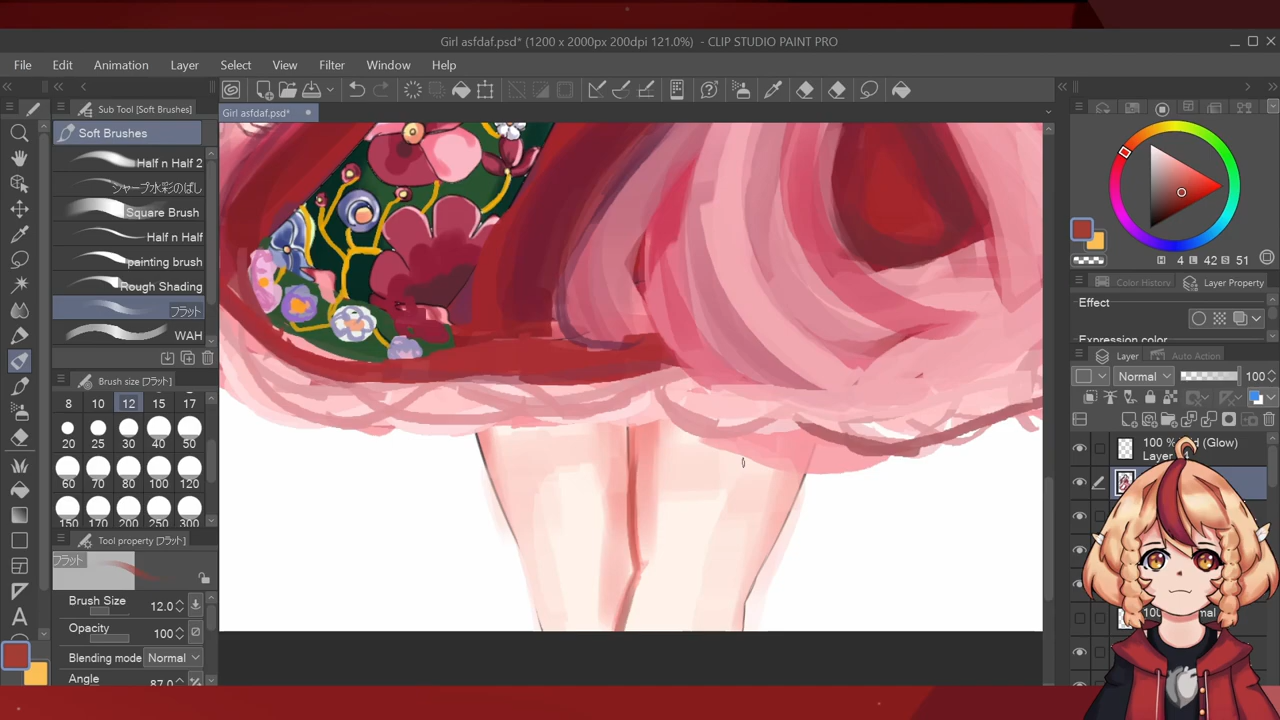 Girl asfdaf.psd* (1200 x 2000px 200dpi 121.0%) - CLIP STUDIO PAINT PRO
File Edit Animation Layer Select View Filter Window Help
Sub Tool [Soft Brushes]
Girl asfdaf.psd*
Soft Brushes
Half n Half 2
シャープ水彩のばし
Square Brush
Half n Half
painting brush
Rough Shading
フラット
WAH
Brush size [フラット]
8 10 12 15 17
20 25 30 40 50
60 70 80 100 120
150 170 200 250 300
Tool property [フラット]
フラット
Brush Size 12.0
Opacity 100
Blending mode Normal
Angle 87.0
H 4 L 42 S 51
Color History Layer Property
Effect
Expression color
Layer Auto Action
Normal 100
100 % (Glow)
Layer